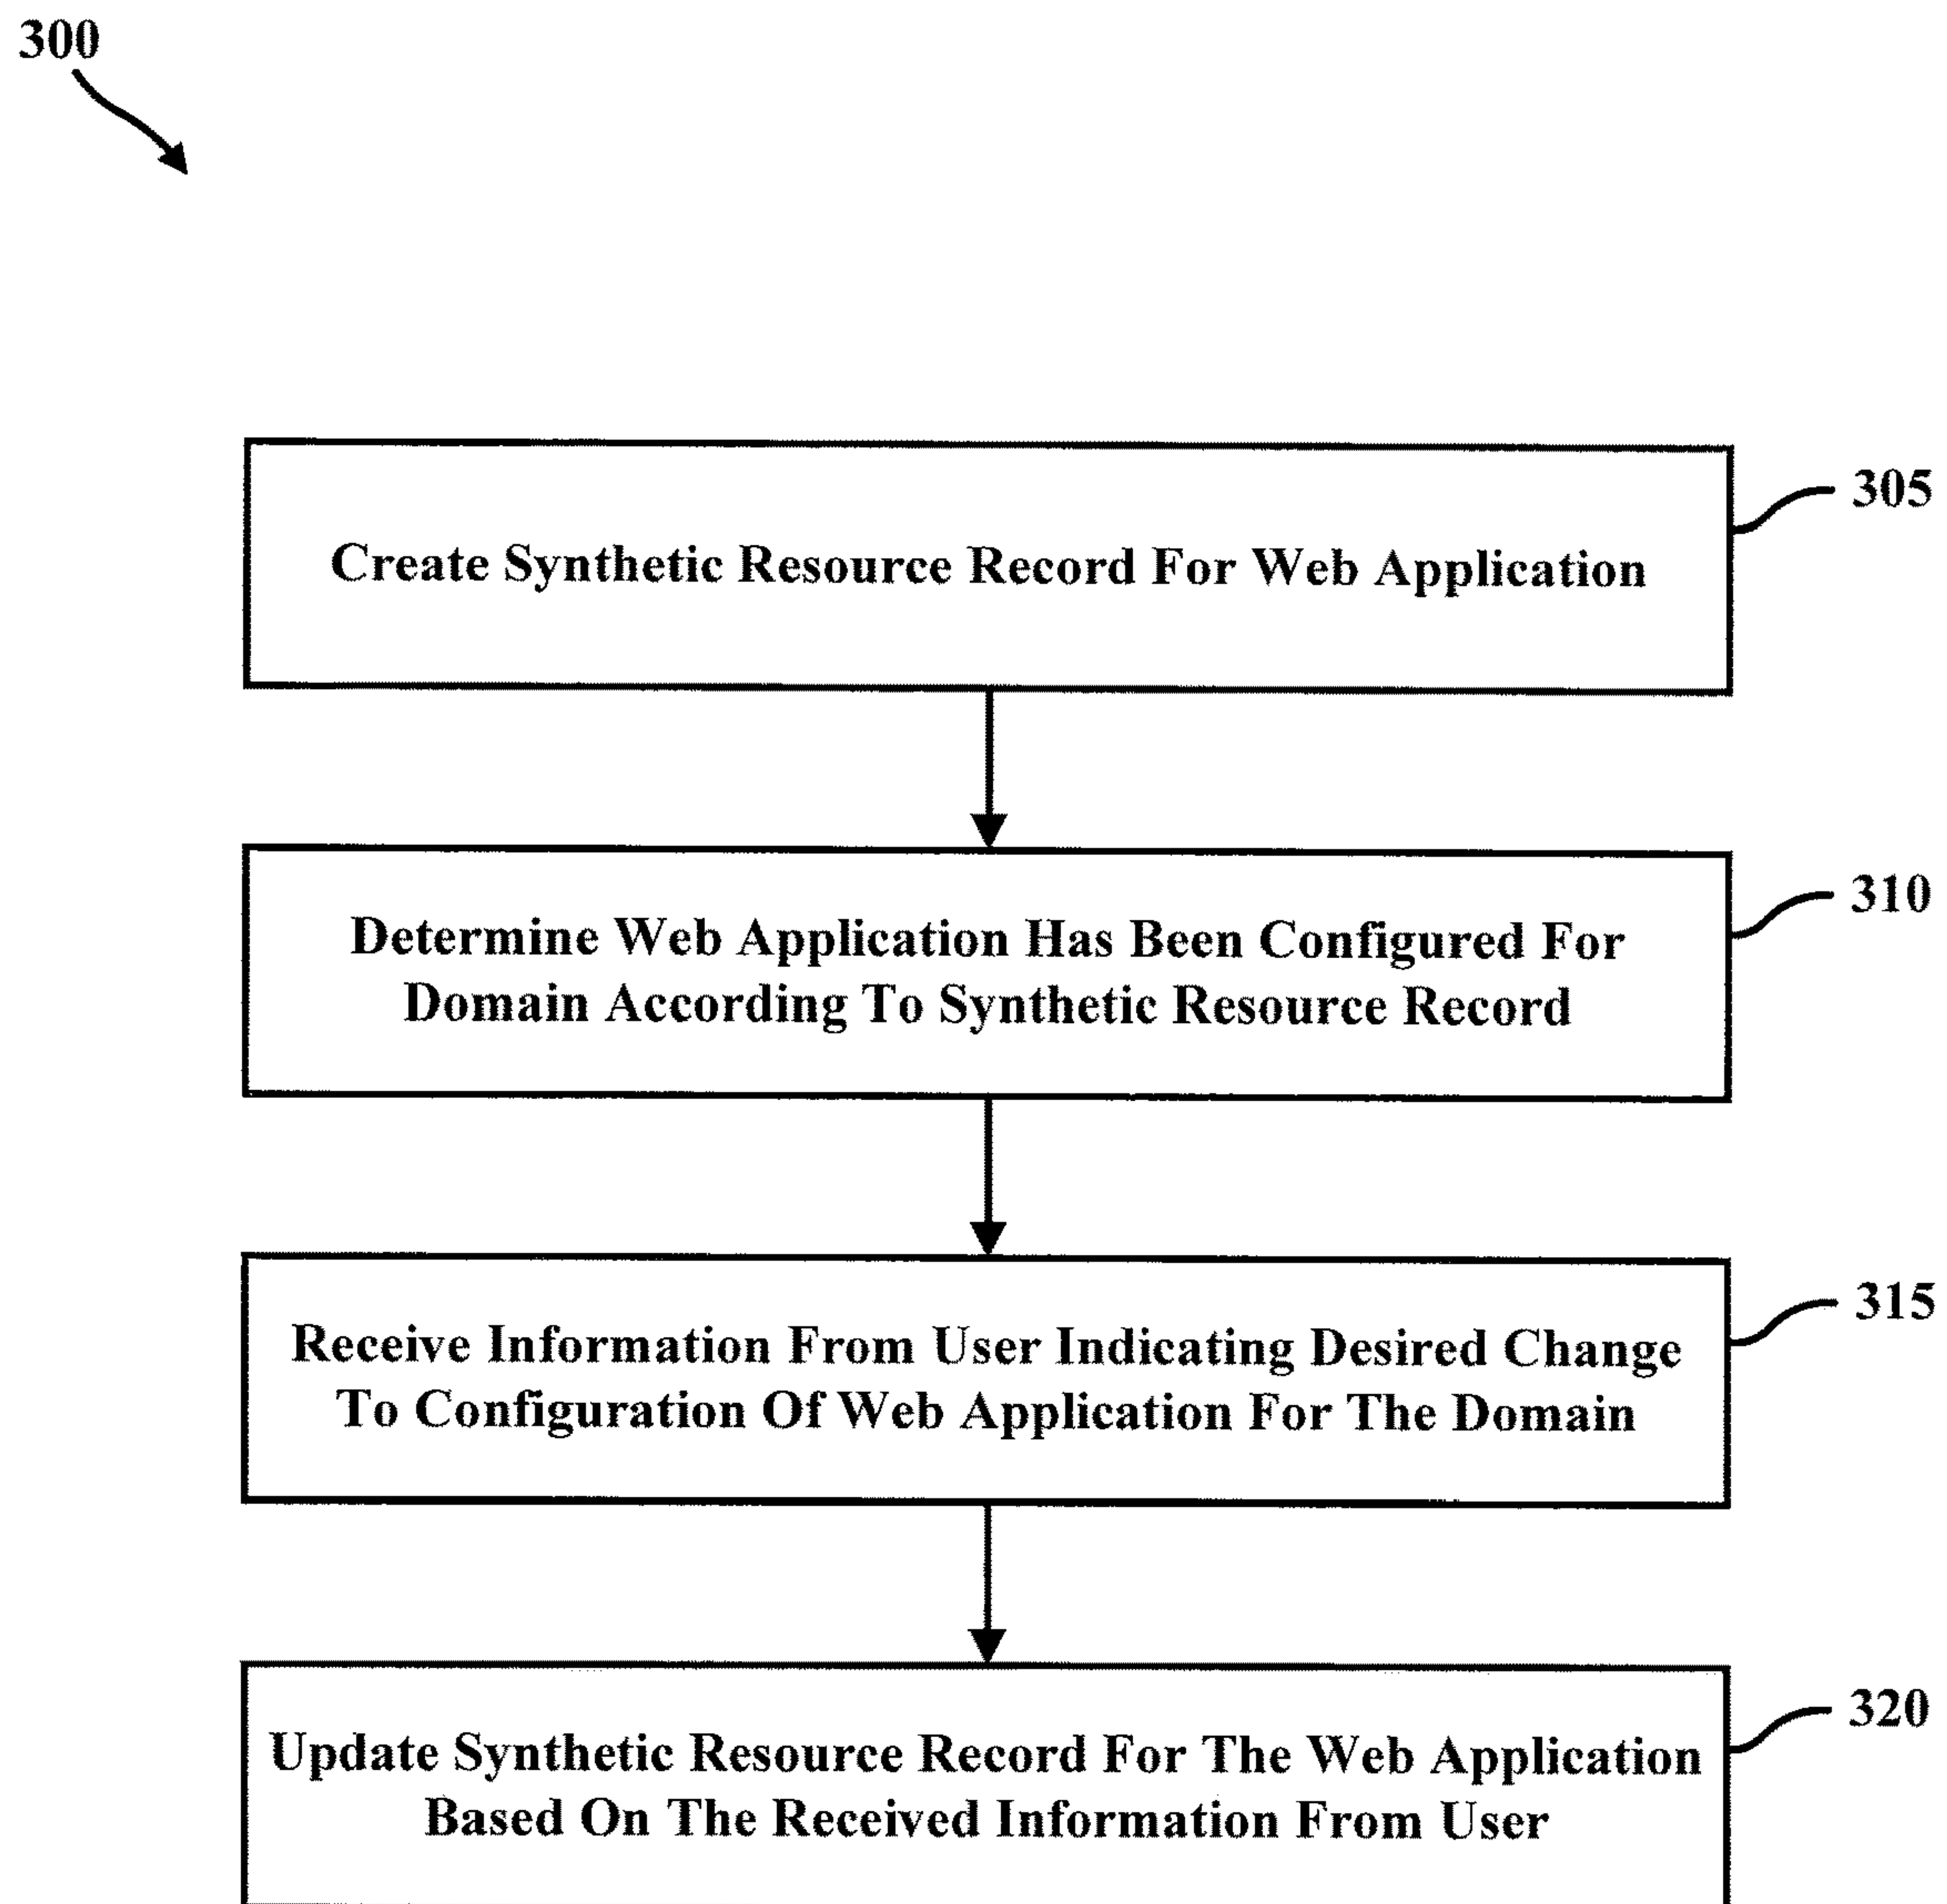 300
Create Synthetic Resource Record For Web Application
305
Determine Web Application Has Been Configured For
Domain According To Synthetic Resource Record
310
Receive Information From User Indicating Desired Change
To Configuration Of Web Application For The Domain
315
Update Synthetic Resource Record For The Web Application
Based On The Received Information From User
320